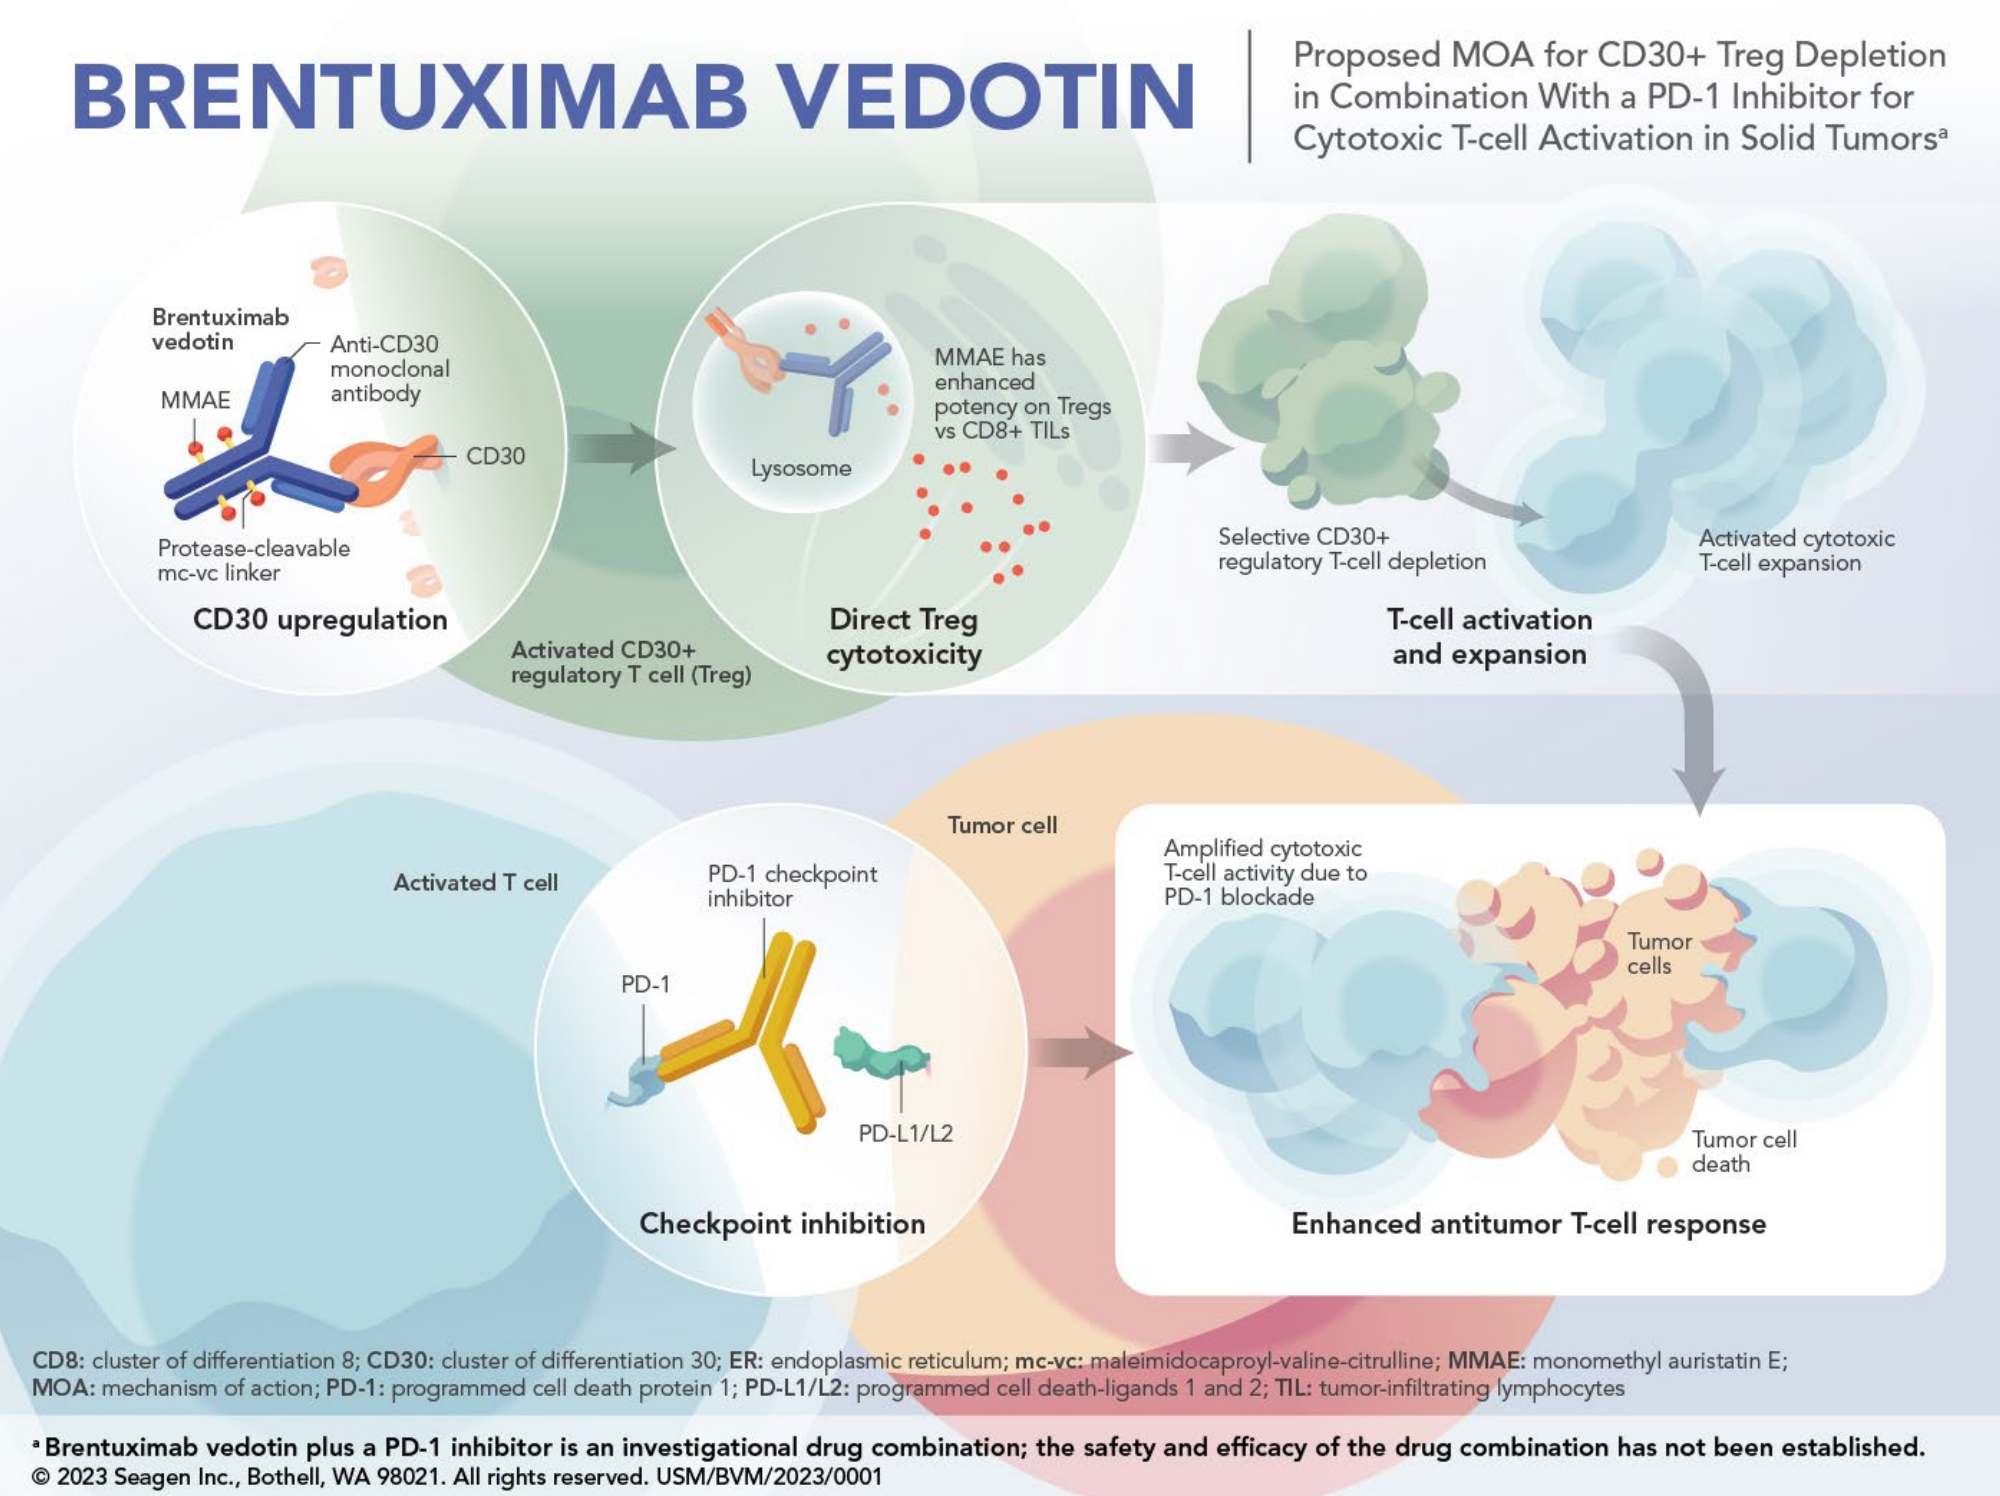 BRENTUXIMAB VEDOTIN
Proposed MOA for CD30+ Treg Depletion
in Combination With a PD-1 Inhibitor for
Cytotoxic T-cell Activation in Solid Tumorsᵃ
Brentuximab
vedotin
Anti-CD30
monoclonal
antibody
MMAE
CD30
Protease-cleavable
mc-vc linker
CD30 upregulation
Activated CD30+
regulatory T cell (Treg)
MMAE has
enhanced
potency on Tregs
vs CD8+ TILs
Lysosome
Direct Treg
cytotoxicity
Selective CD30+
regulatory T-cell depletion
Activated cytotoxic
T-cell expansion
T-cell activation
and expansion
Activated T cell
Tumor cell
PD-1 checkpoint
inhibitor
PD-1
PD-L1/L2
Checkpoint inhibition
Amplified cytotoxic
T-cell activity due to
PD-1 blockade
Tumor
cells
Tumor cell
death
Enhanced antitumor T-cell response
CD8: cluster of differentiation 8; CD30: cluster of differentiation 30; ER: endoplasmic reticulum; mc-vc: maleimidocaproyl-valine-citrulline; MMAE: monomethyl auristatin E;
MOA: mechanism of action; PD-1: programmed cell death protein 1; PD-L1/L2: programmed cell death-ligands 1 and 2; TIL: tumor-infiltrating lymphocytes
ᵃ Brentuximab vedotin plus a PD-1 inhibitor is an investigational drug combination; the safety and efficacy of the drug combination has not been established.
© 2023 Seagen Inc., Bothell, WA 98021. All rights reserved. USM/BVM/2023/0001